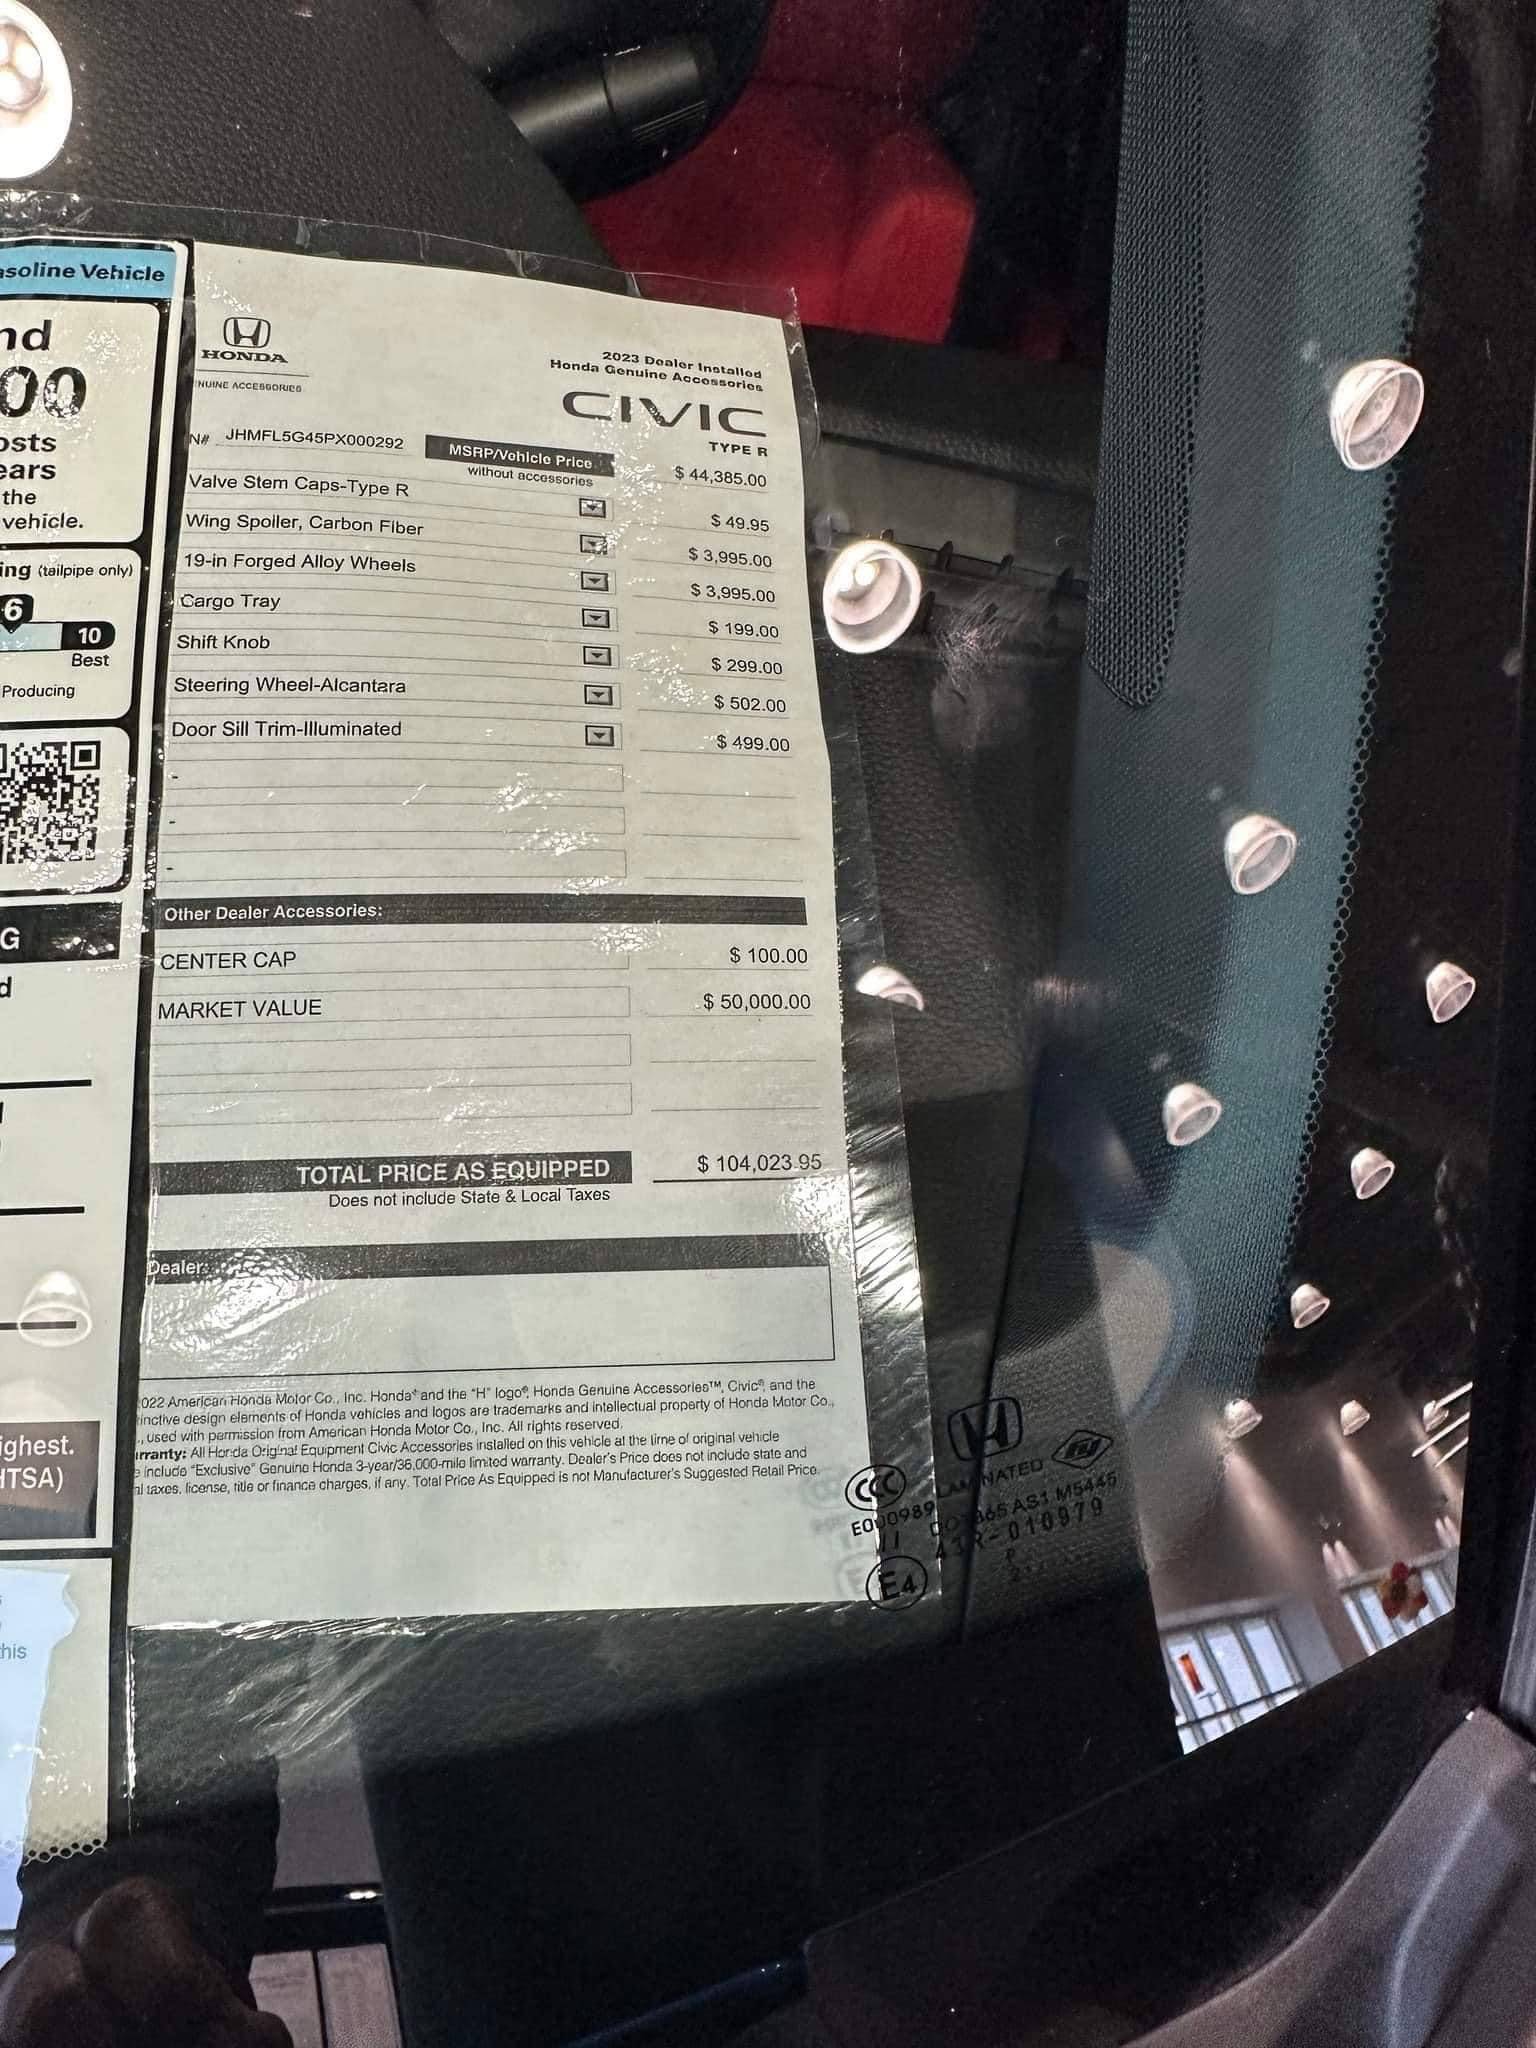 asoline Vehicle
nd
00
osts
ears
the
vehicle.
ing (tailpipe only)
6
10
Best
Producing
G
d
ighest.
HTSA)
this
HONDA
NUINE ACCESSORIES
2023 Dealer Installed
Honda Genuine Accessories
CIVIC
TYPE R
N# JHMFL5G45PX000292
MSRP/Vehicle Price
without accessories
$ 44,385.00
Valve Stem Caps-Type R $ 49.95
Wing Spoiler, Carbon Fiber $ 3,995.00
19-in Forged Alloy Wheels $ 3,995.00
Cargo Tray $ 199.00
Shift Knob $ 299.00
Steering Wheel-Alcantara $ 502.00
Door Sill Trim-Illuminated $ 499.00
-
-
-
Other Dealer Accessories:
CENTER CAP $ 100.00
MARKET VALUE $ 50,000.00
TOTAL PRICE AS EQUIPPED $ 104,023.95
Does not include State & Local Taxes
Dealer:
022 American Honda Motor Co., Inc. Honda® and the "H" logo®, Honda Genuine Accessories™, Civic®, and the
inctive design elements of Honda vehicles and logos are trademarks and intellectual property of Honda Motor Co.,
., used with permission from American Honda Motor Co., Inc. All rights reserved.
rranty: All Honda Original Equipment Civic Accessories installed on this vehicle at the time of original vehicle
e include "Exclusive" Genuine Honda 3-year/36,000-mile limited warranty. Dealer's Price does not include state and
al taxes, license, title or finance charges, if any. Total Price As Equipped is not Manufacturer's Suggested Retail Price.
CCC
E000989
LAMINATED
AS1 M5445
43R-010979
E4